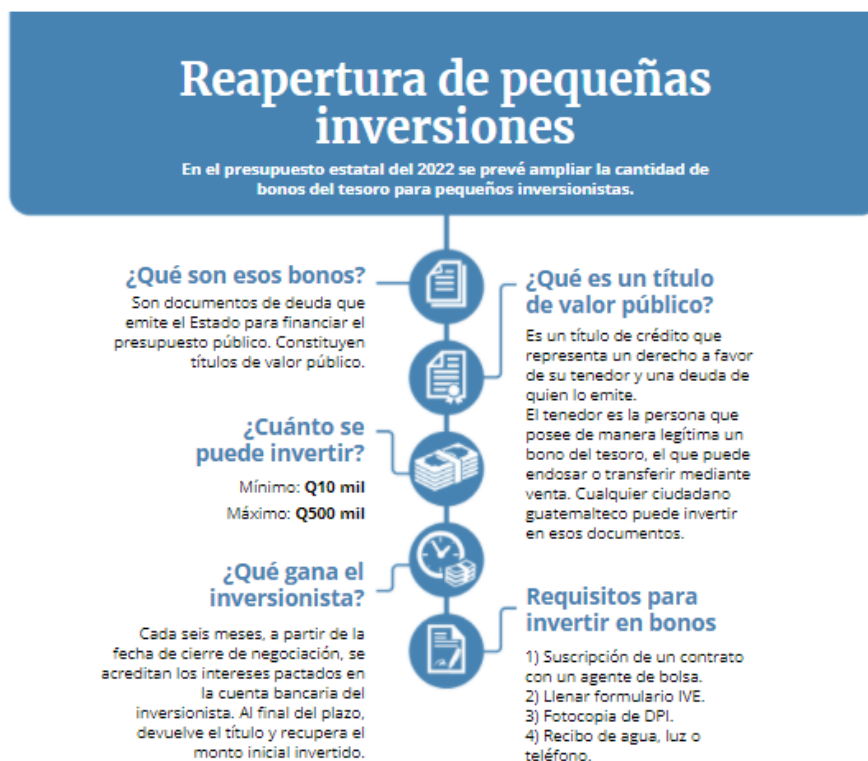 Reapertura de pequeñas
inversiones
En el presupuesto estatal del 2022 se prevé ampliar la cantidad de
bonos del tesoro para pequeños inversionistas.
¿Qué son esos bonos?
Son documentos de deuda que
emite el Estado para financiar el
presupuesto público. Constituyen
títulos de valor público.
¿Qué es un título
de valor público?
Es un título de crédito que
representa un derecho a favor
de su tenedor y una deuda de
quien lo emite.
El tenedor es la persona que
posee de manera legítima un
bono del tesoro, el que puede
endosar o transferir mediante
venta. Cualquier ciudadano
guatemalteco puede invertir
en esos documentos.
¿Cuánto se
puede invertir?
Mínimo: Q10 mil
Máximo: Q500 mil
¿Qué gana el
inversionista?
Cada seis meses, a partir de la
fecha de cierre de negociación, se
acreditan los intereses pactados en
la cuenta bancaria del
inversionista. Al final del plazo,
devuelve el título y recupera el
monto inicial invertido.
Requisitos para
invertir en bonos
1) Suscripción de un contrato
con un agente de bolsa.
2) Llenar formulario IVE.
3) Fotocopia de DPI.
4) Recibo de agua, luz o
teléfono.